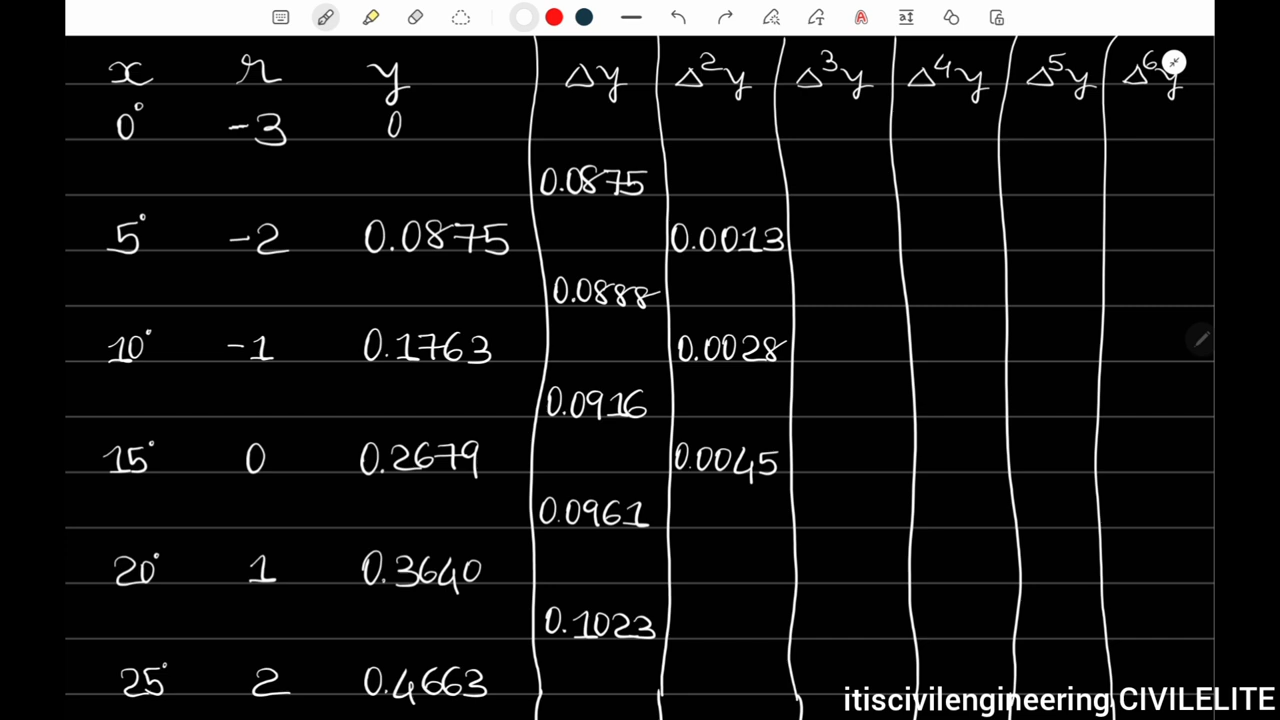 x r y Δy Δ²y Δ³y Δ⁴y Δ⁵y Δ⁶y
0° -3 0
0.0875
5° -2 0.0875 0.0013
0.0888
10° -1 0.1763 0.0028
0.0916
15° 0 0.2679 0.0045
0.0961
20° 1 0.3640
0.1023
25° 2 0.4663
itiscivilengineering CIVILELITE